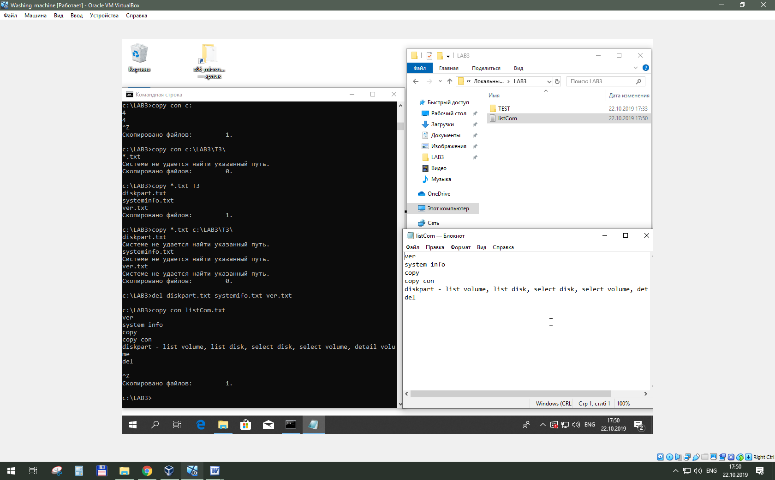 Washing machine [Работает] - Oracle VM VirtualBox
Файл Машина Вид Ввод Устройства Справка
Корзина
LAB3
Файл Главная Поделиться Вид
Локальны... LAB3
Поиск: LAB3
Имя Дата изменения
Быстрый доступ
Рабочий стол
Загрузки
Документы
Изображения
LAB3
Видео
Музыка
OneDrive
Этот компьютер
Сеть
TEST 22.10.2019 17:35
listCom 22.10.2019 17:50
Командная строка
c:\LAB3>copy con c:
4
4
^Z
Скопировано файлов: 1.
c:\LAB3>copy con c:\LAB3\T3\
*.txt
Системе не удается найти указанный путь.
Скопировано файлов: 0.
c:\LAB3>copy *.txt T3
diskpart.txt
systeminfo.txt
ver.txt
Скопировано файлов: 1.
c:\LAB3>copy *.txt c:\LAB3\T3\
diskpart.txt
Системе не удается найти указанный путь.
systeminfo.txt
Системе не удается найти указанный путь.
ver.txt
Системе не удается найти указанный путь.
Скопировано файлов: 0.
c:\LAB3>del diskpart.txt systemifo.txt ver.txt
c:\LAB3>copy con listCom.txt
ver
system info
copy
copy con
diskpart - list volume, list disk, select disk, select volume, detail volu
me
del
^Z
Скопировано файлов: 1.
c:\LAB3>
listCom — Блокнот
Файл Правка Формат Вид Справка
ver
system info
copy
copy con
diskpart - list volume, list disk, select disk, select volume, det
del
Windows (CRL Стр 1, стлб 1 100%
ENG
17:50
22.10.2019
Right Ctrl
ENG
17:50
22.10.2019